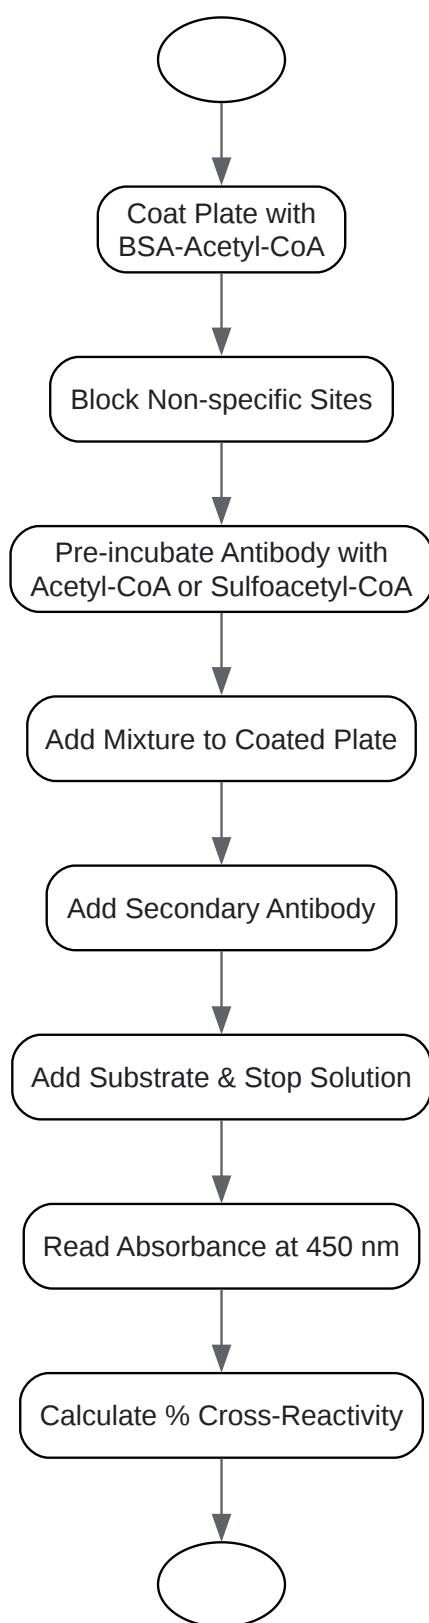 Coat Plate with
BSA-Acetyl-CoA
Block Non-specific Sites
Pre-incubate Antibody with
Acetyl-CoA or Sulfoacetyl-CoA
Add Mixture to Coated Plate
Add Secondary Antibody
Add Substrate & Stop Solution
Read Absorbance at 450 nm
Calculate % Cross-Reactivity